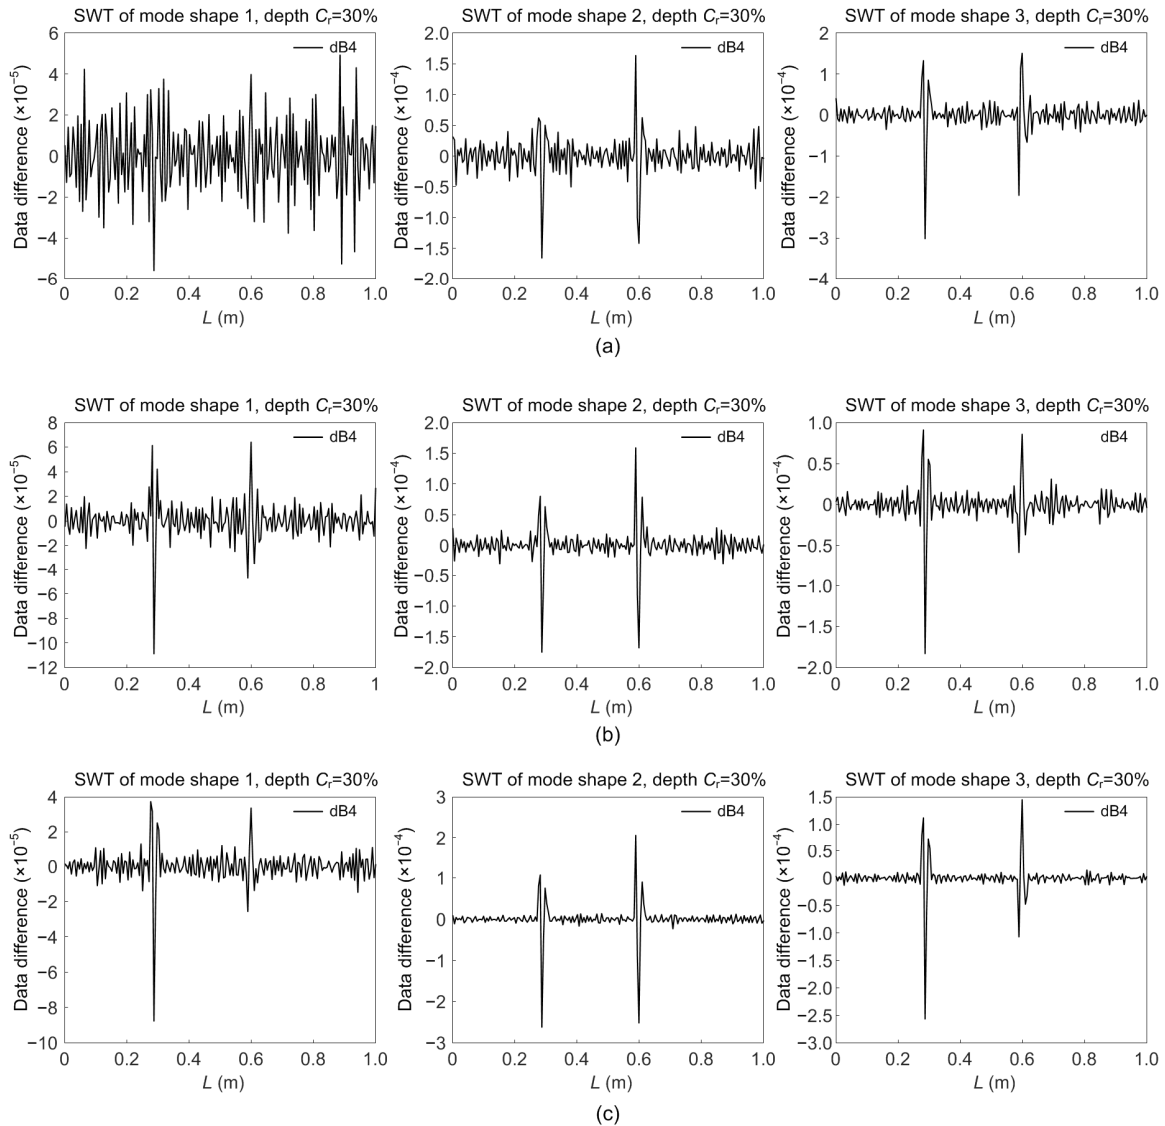 SWT of mode shape 1, depth Cr=30%
dB4
Data difference (×10−5)
6
4
2
0
−2
−4
−6
0 0.2 0.4 0.6 0.8 1.0
L (m)
SWT of mode shape 2, depth Cr=30%
dB4
Data difference (×10−4)
2.0
1.5
1.0
0.5
0
−0.5
−1.0
−1.5
−2.0
0 0.2 0.4 0.6 0.8 1.0
L (m)
SWT of mode shape 3, depth Cr=30%
dB4
Data difference (×10−4)
2
1
0
−1
−2
−3
−4
0 0.2 0.4 0.6 0.8 1.0
L (m)
(a)
SWT of mode shape 1, depth Cr=30%
dB4
Data difference (×10−5)
8
6
4
2
0
−2
−4
−6
−8
−10
−12
0 0.2 0.4 0.6 0.8 1
L (m)
SWT of mode shape 2, depth Cr=30%
dB4
Data difference (×10−4)
2.0
1.5
1.0
0.5
0
−0.5
−1.0
−1.5
−2.0
0 0.2 0.4 0.6 0.8 1.0
L (m)
SWT of mode shape 3, depth Cr=30%
dB4
Data difference (×10−4)
1.0
0.5
0
−0.5
−1.0
−1.5
−2.0
0 0.2 0.4 0.6 0.8 1.0
L (m)
(b)
SWT of mode shape 1, depth Cr=30%
dB4
Data difference (×10−5)
4
2
0
−2
−4
−6
−8
−10
0 0.2 0.4 0.6 0.8 1.0
L (m)
SWT of mode shape 2, depth Cr=30%
dB4
Data difference (×10−4)
3
2
1
0
−1
−2
−3
0 0.2 0.4 0.6 0.8 1.0
L (m)
SWT of mode shape 3, depth Cr=30%
dB4
Data difference (×10−4)
1.5
1.0
0.5
0
−0.5
−1.0
−1.5
−2.0
−2.5
−3.0
0 0.2 0.4 0.6 0.8 1.0
L (m)
(c)